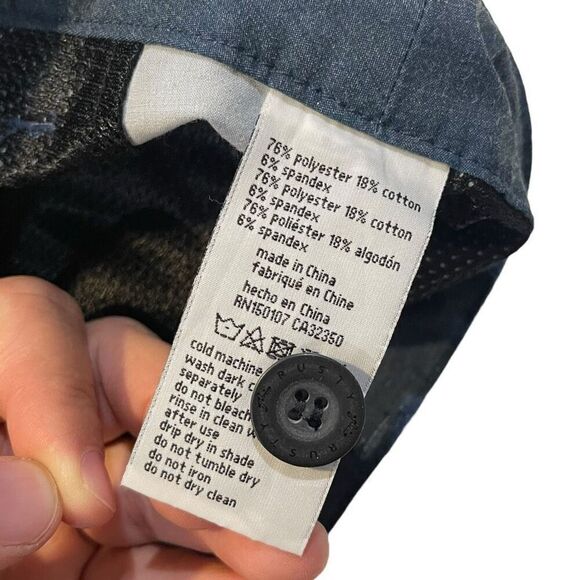 76% polyester 18% cotton
6% spandex
76% polyester 18% cotton
6% spandex
76% poliéster 18% algodón
6% spandex
made in China
fabriqué en Chine
hecho en China
RN150107 CA32350
cold machine
wash dark
separately
do not bleach
rinse in clean
after use
drip dry in shade
do not tumble dry
do not iron
do not dry clean
RUSTY
RUSTY